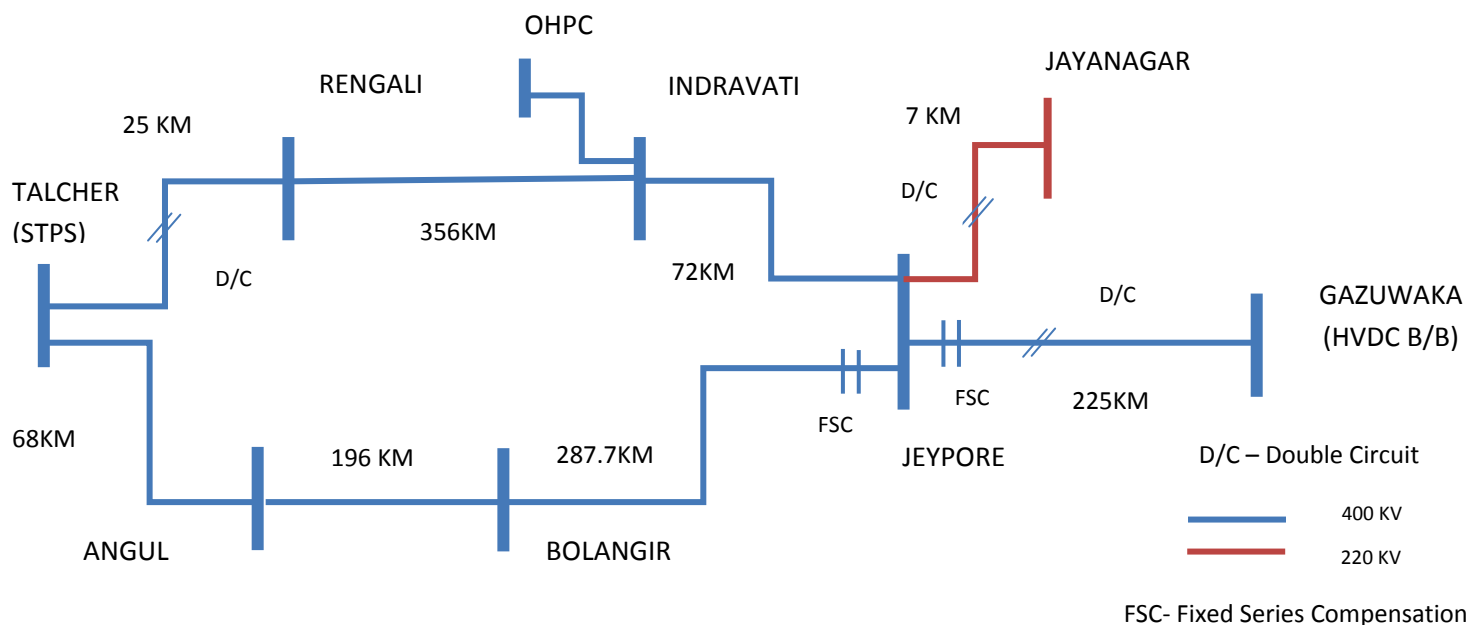 OHPC
RENGALI
INDRAVATI
JAYANAGAR
25 KM
7 KM
TALCHER
(STPS)
D/C
356KM
D/C
72KM
D/C
GAZUWAKA
(HVDC B/B)
FSC
FSC
225KM
68KM
196 KM
287.7KM
JEYPORE
ANGUL
BOLANGIR
D/C – Double Circuit
400 KV
220 KV
FSC- Fixed Series Compensation